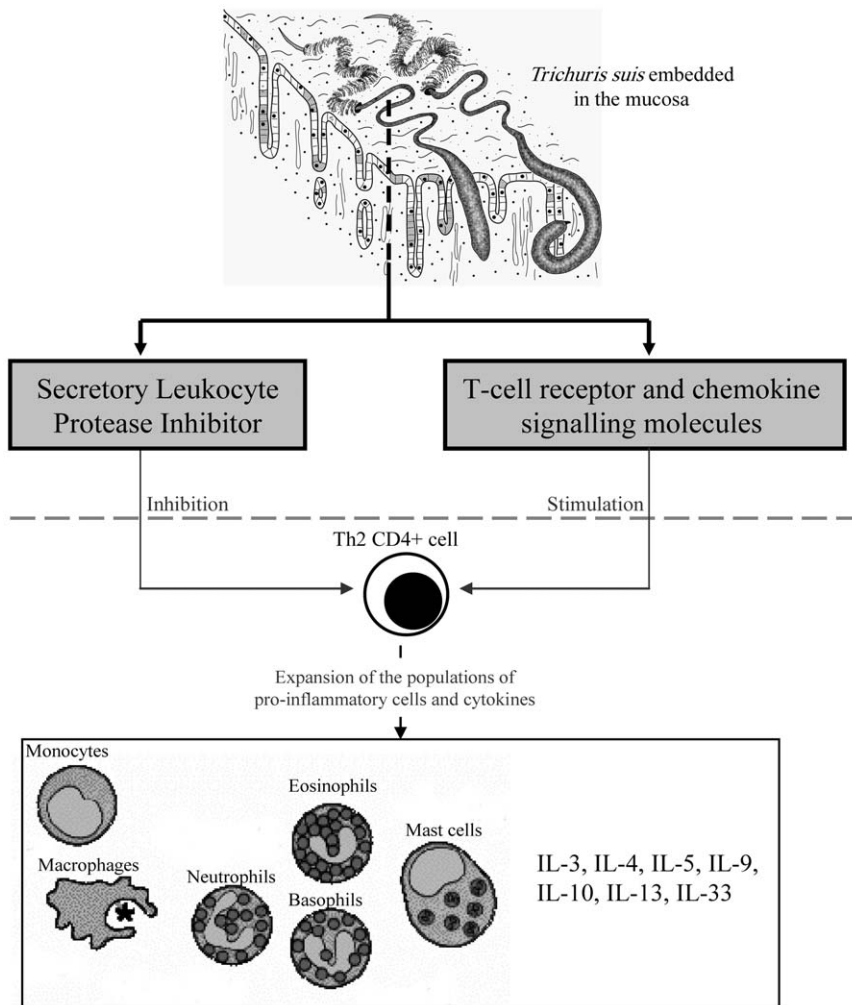 Trichuris suis embedded
in the mucosa
Secretory Leukocyte
Protease Inhibitor
T-cell receptor and chemokine
signalling molecules
Inhibition
Stimulation
Th2 CD4+ cell
Expansion of the populations of
pro-inflammatory cells and cytokines
Monocytes
Eosinophils
Mast cells
Macrophages
Neutrophils
Basophils
IL-3, IL-4, IL-5, IL-9,
IL-10, IL-13, IL-33